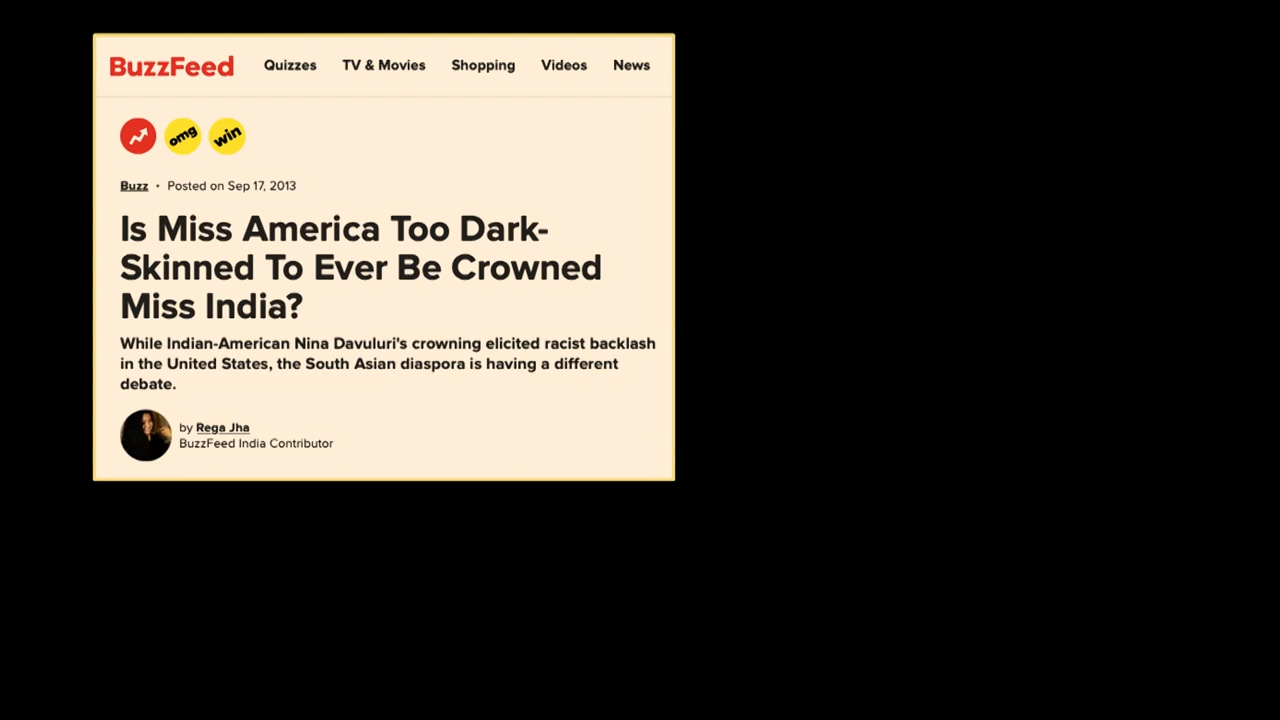 BuzzFeed Quizzes TV & Movies Shopping Videos News
omg win
Buzz • Posted on Sep 17, 2013
Is Miss America Too Dark-
Skinned To Ever Be Crowned
Miss India?
While Indian-American Nina Davuluri's crowning elicited racist backlash
in the United States, the South Asian diaspora is having a different
debate.
by Rega Jha
BuzzFeed India Contributor